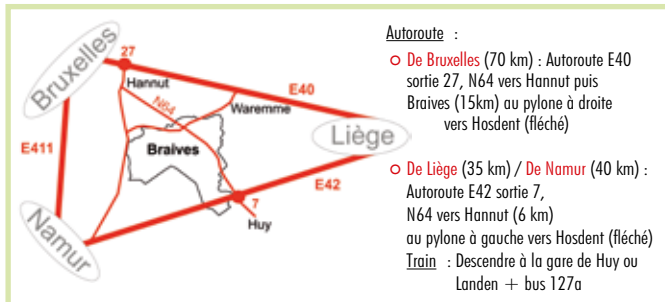 Bruxelles
27
Hannut
E40
N64
Waremme
Liège
E411
Braives
E42
7
Huy
Namur
Autoroute :
De Bruxelles (70 km) : Autoroute E40
sortie 27, N64 vers Hannut puis
Braives (15km) au pylone à droite
vers Hosdent (fléché)
De Liège (35 km) / De Namur (40 km) :
Autoroute E42 sortie 7,
N64 vers Hannut (6 km)
au pylone à gauche vers Hosdent (fléché)
Train : Descendre à la gare de Huy ou
Landen + bus 127a